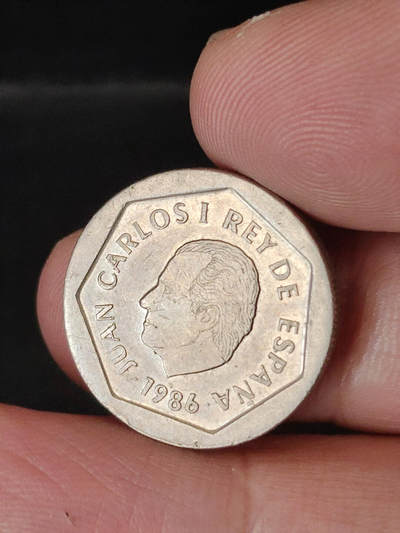 JUAN CARLOS I REY DE ESPAÑA
1986